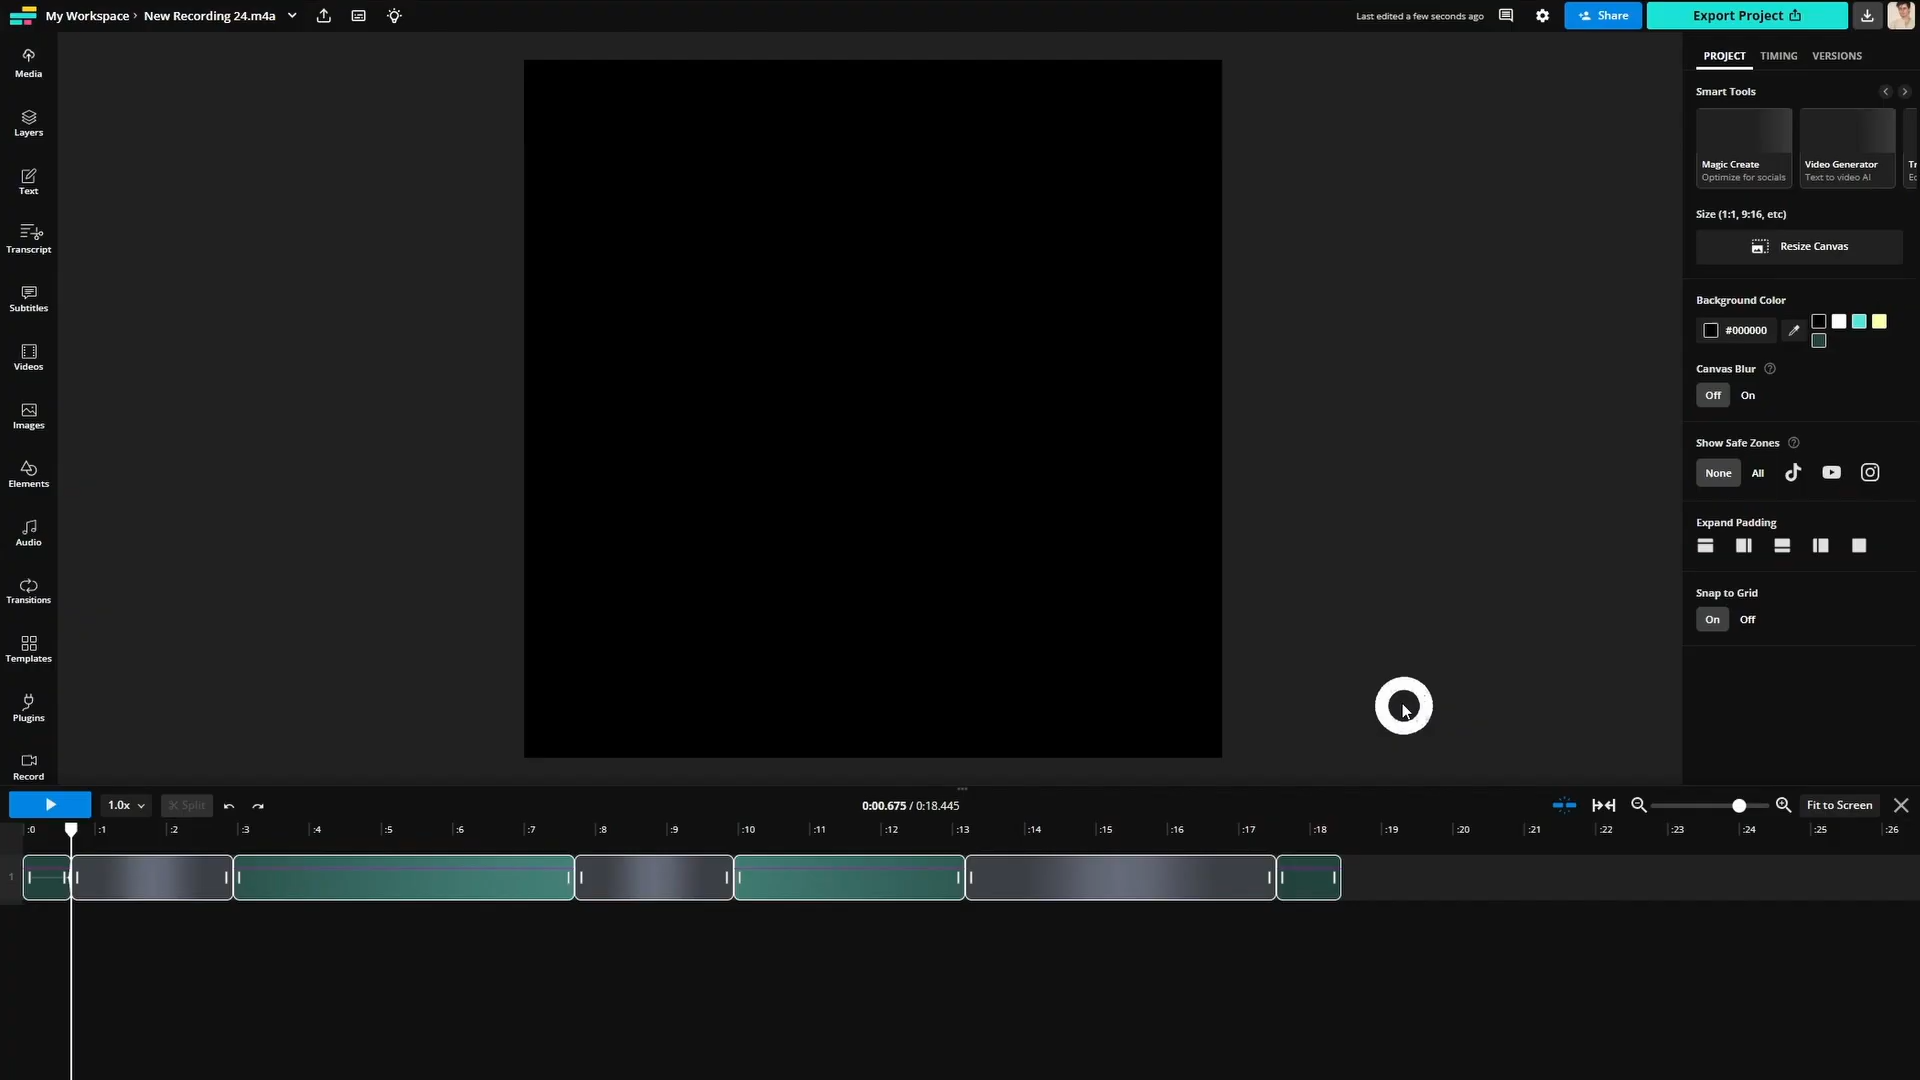 My Workspace › New Recording 24.m4a
Last edited a few seconds ago
Share
Export Project
Media
Layers
Text
Transcript
Subtitles
Videos
Images
Elements
Audio
Transitions
Templates
Plugins
Record
PROJECT TIMING VERSIONS
Smart Tools
Magic Create
Optimize for socials
Video Generator
Text to video AI
Size (1:1, 9:16, etc)
Resize Canvas
Background Color
#000000
Canvas Blur
Off On
Show Safe Zones
None All
Expand Padding
Snap to Grid
On Off
1.0x Split 0:00.675 / 0:18.445 Fit to Screen
:0 :1 :2 :3 :4 :5 :6 :7 :8 :9 :10 :11 :12 :13 :14 :15 :16 :17 :18 :19 :20 :21 :22 :23 :24 :25 :26
1